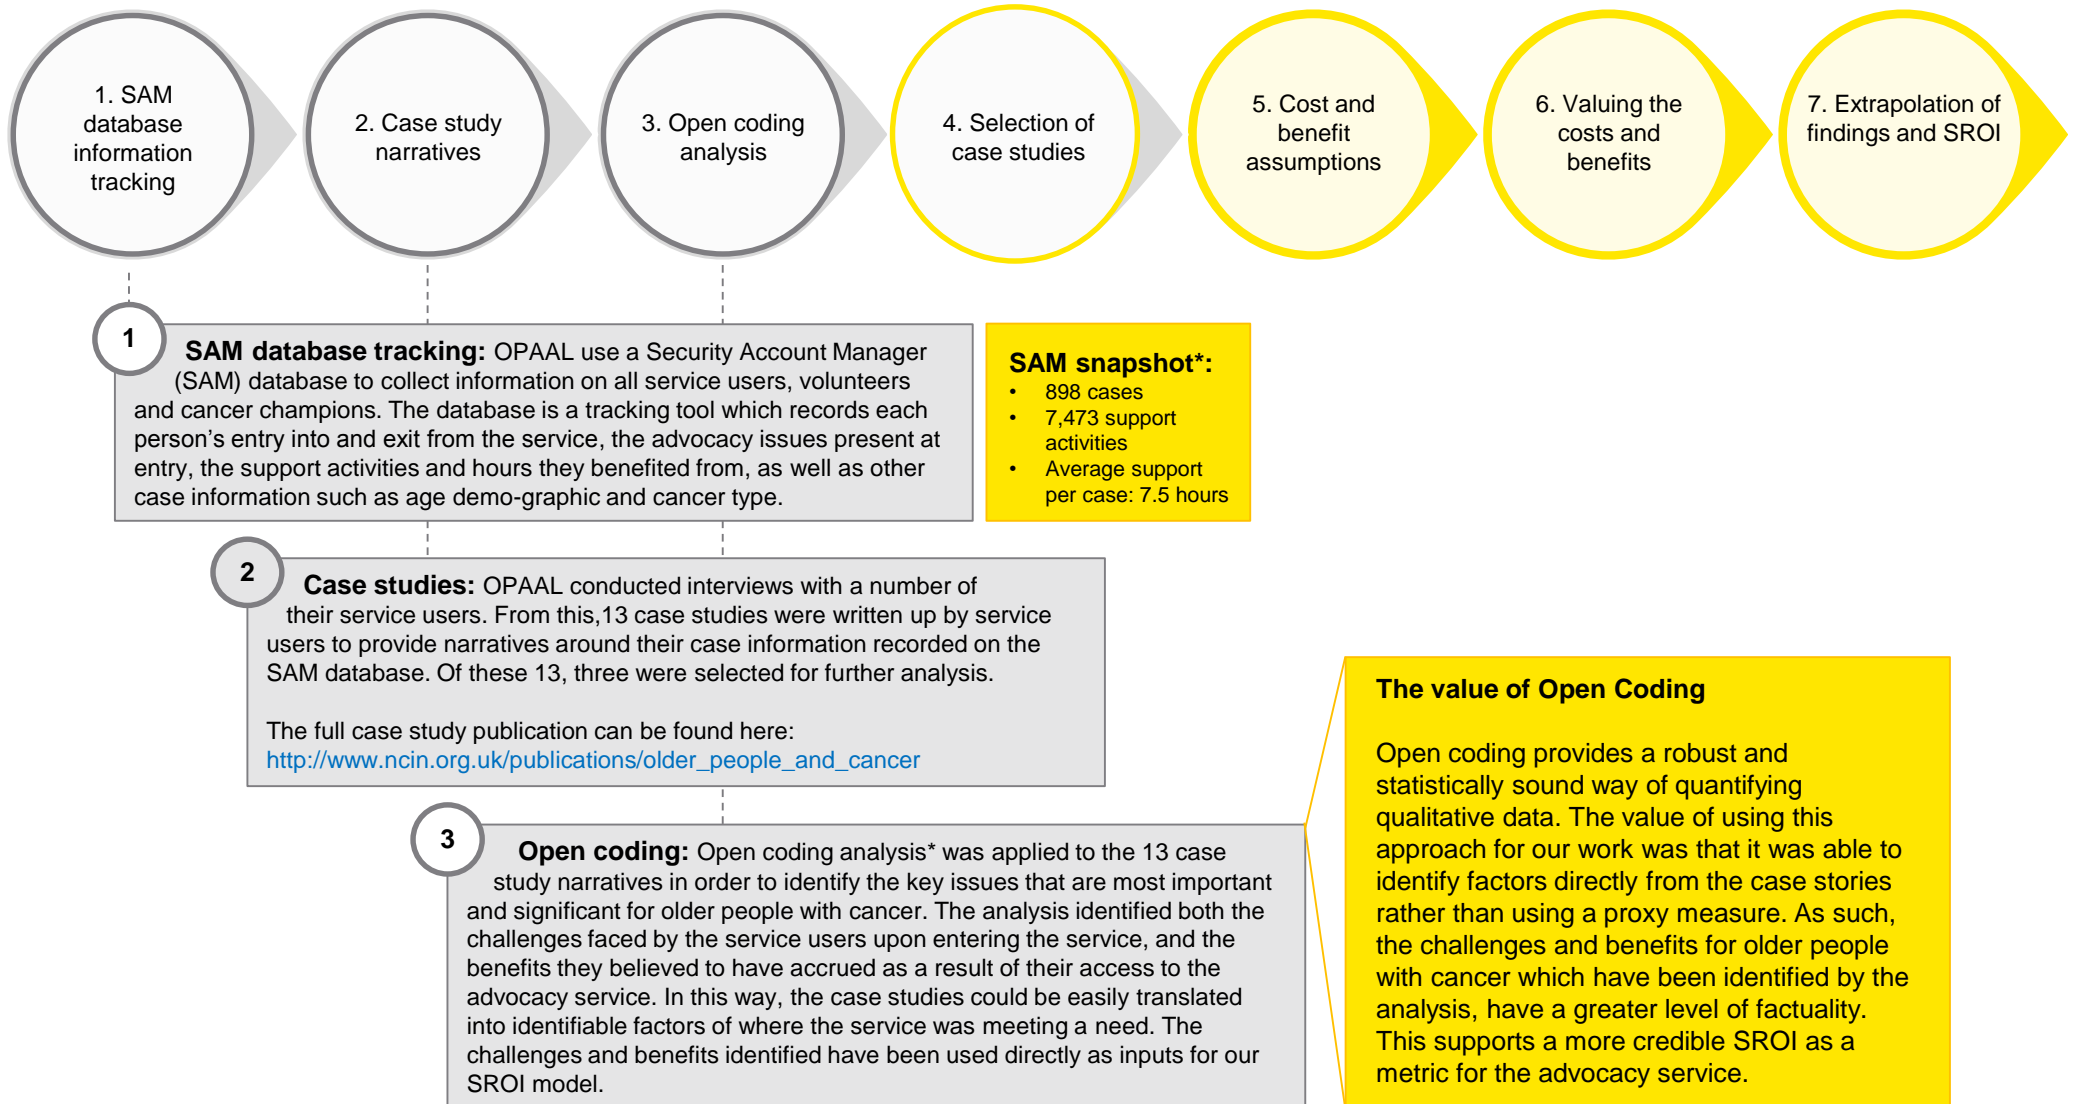 1. SAM
database
information
tracking
2. Case study
narratives
3. Open coding
analysis
4. Selection of
case studies
5. Cost and
benefit
assumptions
6. Valuing the
costs and
benefits
7. Extrapolation of
findings and SROI
1
SAM database tracking: OPAAL use a Security Account Manager
(SAM) database to collect information on all service users, volunteers
and cancer champions. The database is a tracking tool which records each
person’s entry into and exit from the service, the advocacy issues present at
entry, the support activities and hours they benefited from, as well as other
case information such as age demo-graphic and cancer type.
SAM snapshot*:
• 898 cases
• 7,473 support
activities
• Average support
per case: 7.5 hours
2
Case studies: OPAAL conducted interviews with a number of
their service users. From this,13 case studies were written up by service
users to provide narratives around their case information recorded on the
SAM database. Of these 13, three were selected for further analysis.
The full case study publication can be found here:
http://www.ncin.org.uk/publications/older_people_and_cancer
3
Open coding: Open coding analysis* was applied to the 13 case
study narratives in order to identify the key issues that are most important
and significant for older people with cancer. The analysis identified both the
challenges faced by the service users upon entering the service, and the
benefits they believed to have accrued as a result of their access to the
advocacy service. In this way, the case studies could be easily translated
into identifiable factors of where the service was meeting a need. The
challenges and benefits identified have been used directly as inputs for our
SROI model.
The value of Open Coding
Open coding provides a robust and
statistically sound way of quantifying
qualitative data. The value of using this
approach for our work was that it was able to
identify factors directly from the case stories
rather than using a proxy measure. As such,
the challenges and benefits for older people
with cancer which have been identified by the
analysis, have a greater level of factuality.
This supports a more credible SROI as a
metric for the advocacy service.